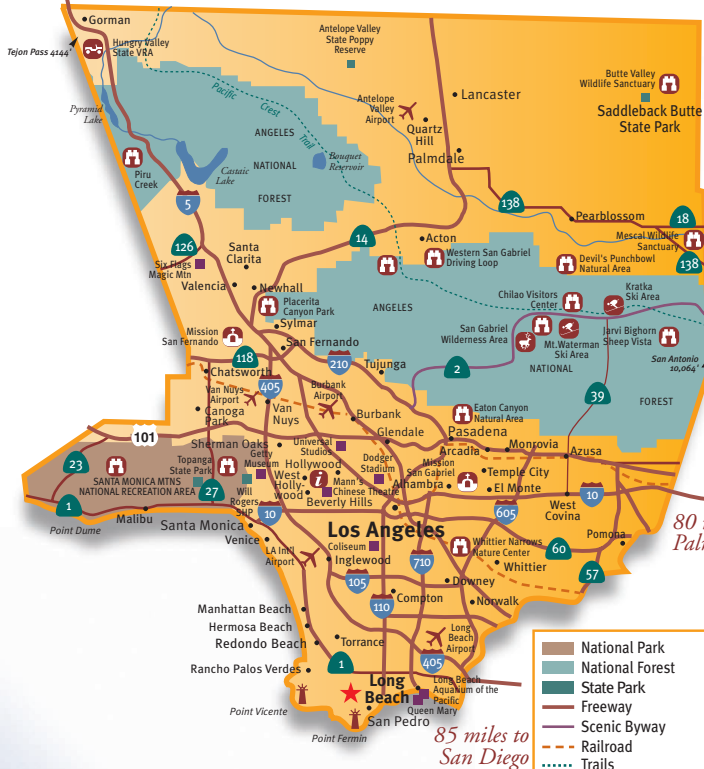 Gorman
Tejon Pass 4144'
Hungry Valley
State VRA
Antelope Valley
State Poppy
Reserve
Butte Valley
Wildlife Sanctuary
Saddleback Butte
State Park
Pyramid
Lake
Pacific
Crest
Trail
Antelope
Valley
Airport
Lancaster
Quartz
Hill
Palmdale
ANGELES
NATIONAL
FOREST
Bouquet
Reservoir
Castaic
Lake
Piru
Creek
5
138
Pearblossom
18
Mescal Wildlife
Sanctuary
138
126
14
Acton
Santa
Clarita
Six Flags
Magic Mtn
Western San Gabriel
Driving Loop
Devil's Punchbowl
Natural Area
Valencia
Newhall
Placerita
Canyon Park
Sylmar
ANGELES
Chilao Visitors
Center
Kratka
Ski Area
Mission
San Fernando
San Fernando
San Gabriel
Wilderness Area
Mt.Waterman
Ski Area
Jarvi Bighorn
Sheep Vista
NATIONAL
San Antonio
10,064'
118
Chatsworth
210
Tujunga
2
39
FOREST
405
Van Nuys
Airport
Burbank
Airport
Canoga
Park
Van
Nuys
Burbank
Eaton Canyon
Natural Area
101
Sherman Oaks
Universal
Studios
Glendale
Pasadena
Arcadia
Monrovia
Azusa
23
SANTA MONICA MTNS
NATIONAL RECREATION AREA
Topanga
State Park
Getty
Museum
Hollywood
West
Holly-
wood
Mann's
Chinese Theatre
Dodger
Stadium
Mission
San Gabriel
Alhambra
Temple City
El Monte
27
Will
Rogers
SHP
Beverly Hills
10
605
10
West
Covina
1
Point Dume
Malibu
Santa Monica
Venice
Los Angeles
80
Pomona
LA Int'l
Airport
Coliseum
Inglewood
710
Whittier Narrows
Nature Center
Whittier
60
57
105
Downey
110
Compton
Norwalk
Manhattan Beach
Hermosa Beach
Redondo Beach
Torrance
Long
Beach
Airport
1
405
Rancho Palos Verdes
Long
Beach
Long Beach
Aquarium of the
Pacific
Queen Mary
Point Vicente
San Pedro
Point Fermin
85 miles to
San Diego
National Park
National Forest
State Park
Freeway
Scenic Byway
Railroad
Trails